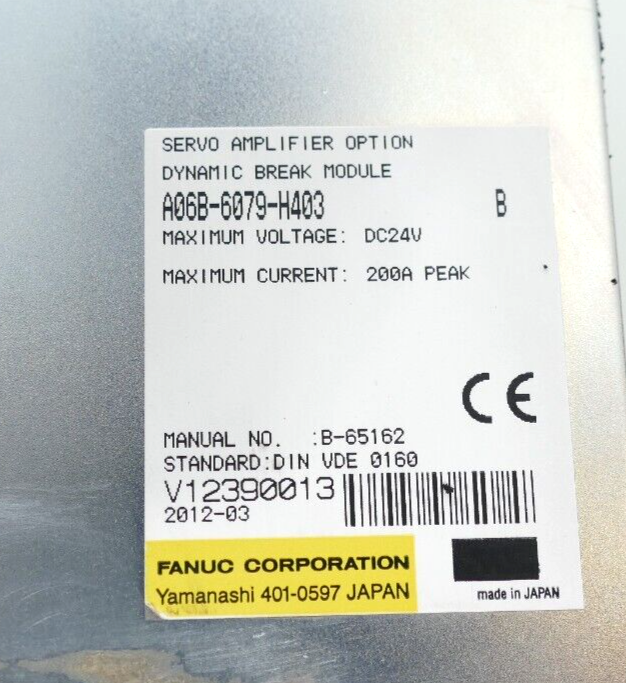 SERVO AMPLIFIER OPTION
DYNAMIC BREAK MODULE
A06B-6079-H403 B
MAXIMUM VOLTAGE: DC24V
MAXIMUM CURRENT: 200A PEAK
CE
MANUAL NO. :B-65162
STANDARD:DIN VDE 0160
V12390013
2012-03
FANUC CORPORATION
Yamanashi 401-0597 JAPAN
made in JAPAN